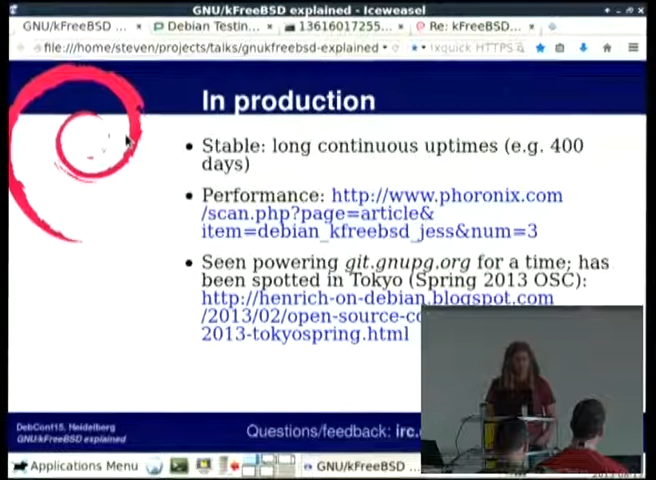 GNU/kFreeBSD explained - Iceweasel
GNU/kFreeBSD ... × Debian Testin... × 13616017255... × Re: kFreeBSD... ×
file:///home/steven/projects/talks/gnukfreebsd-explained
Ixquick HTTPS
In production
• Stable: long continuous uptimes (e.g. 400
days)
• Performance: http://www.phoronix.com
/scan.php?page=article&
item=debian_kfreebsd_jess&num=3
• Seen powering git.gnupg.org for a time; has
been spotted in Tokyo (Spring 2013 OSC):
http://henrich-on-debian.blogspot.com
/2013/02/open-source-co
2013-tokyospring.html
DebConf15, Heidelberg
GNU/kFreeBSD explained
Questions/feedback: irc.
Applications Menu
GNU/kFreeBSD ...